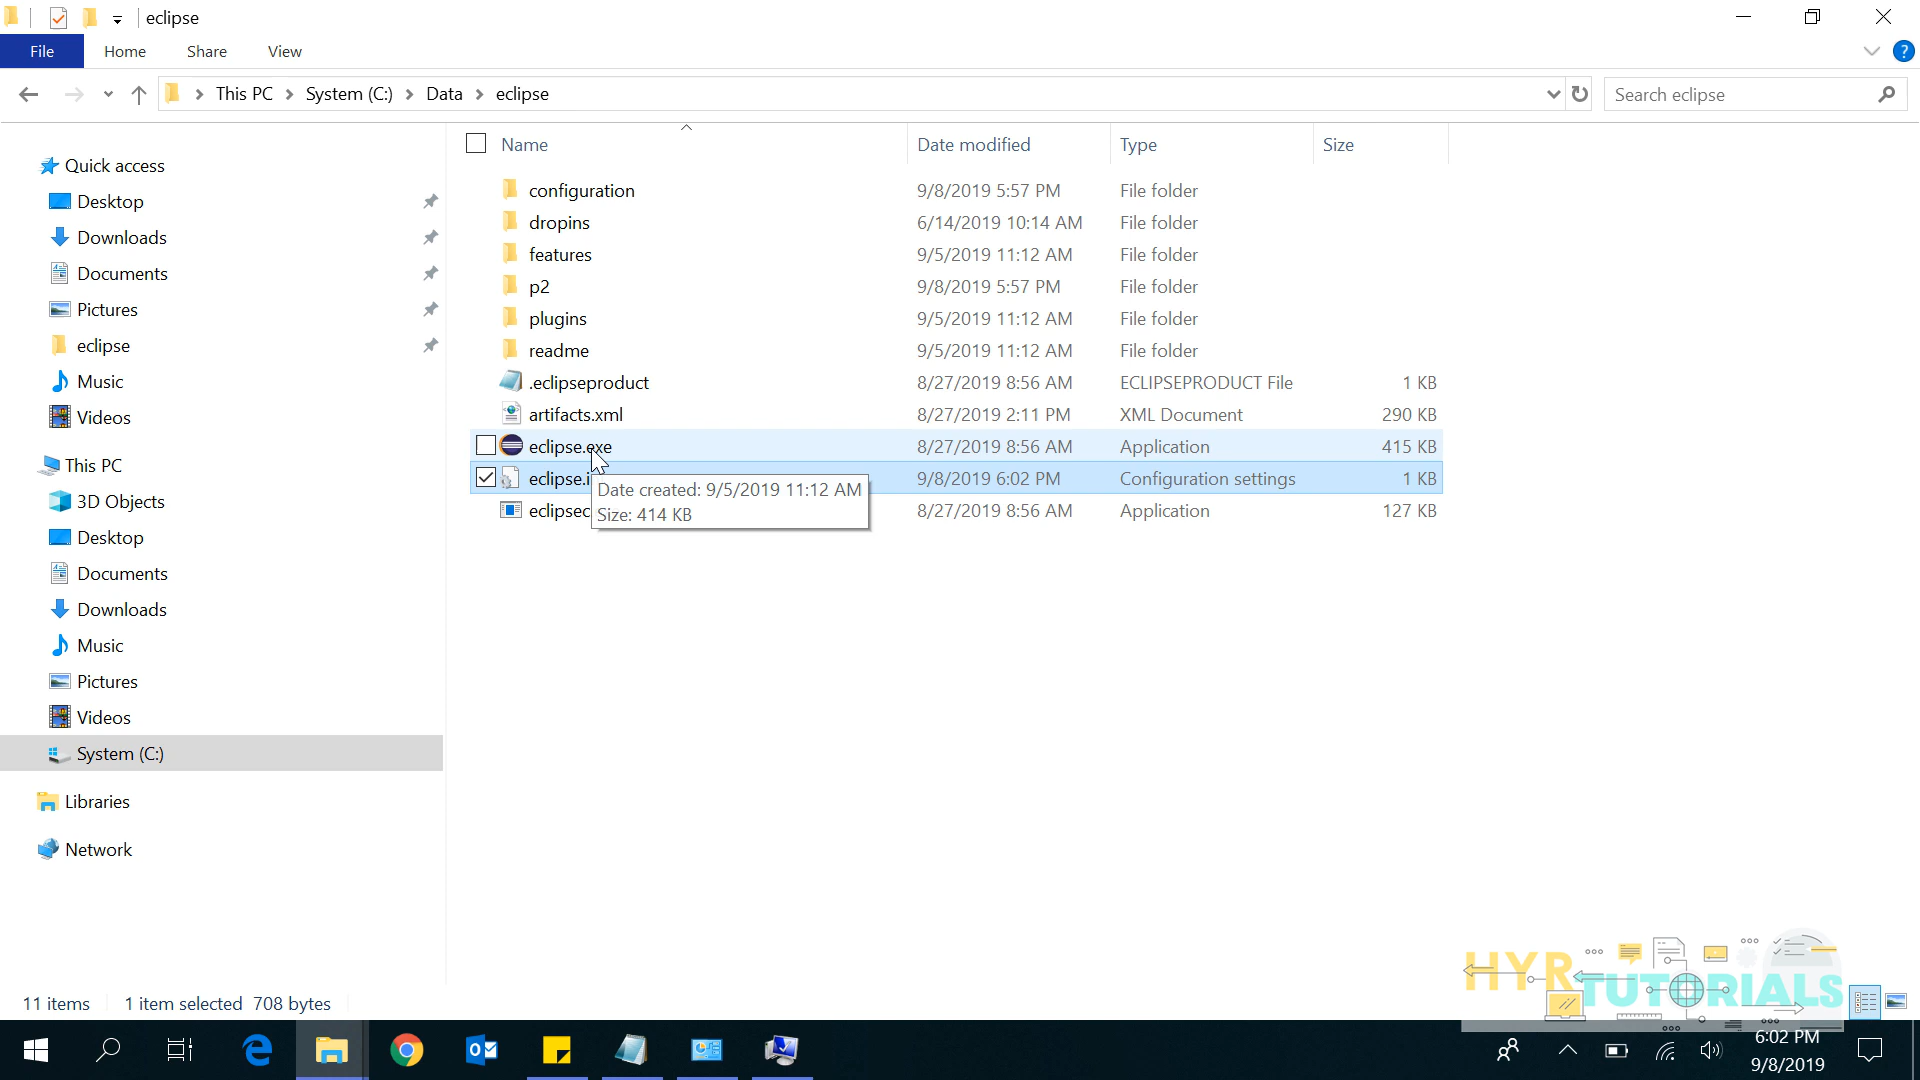 eclipse
File Home Share View
This PC System (C:) Data eclipse
Search eclipse
Name Date modified Type Size
Quick access
Desktop
Downloads
Documents
Pictures
eclipse
Music
Videos
This PC
3D Objects
Desktop
Documents
Downloads
Music
Pictures
Videos
System (C:)
Libraries
Network
configuration 9/8/2019 5:57 PM File folder
dropins 6/14/2019 10:14 AM File folder
features 9/5/2019 11:12 AM File folder
p2 9/8/2019 5:57 PM File folder
plugins 9/5/2019 11:12 AM File folder
readme 9/5/2019 11:12 AM File folder
.eclipseproduct 8/27/2019 8:56 AM ECLIPSEPRODUCT File 1 KB
artifacts.xml 8/27/2019 2:11 PM XML Document 290 KB
eclipse.exe 8/27/2019 8:56 AM Application 415 KB
eclipse.i 9/8/2019 6:02 PM Configuration settings 1 KB
eclipsec 8/27/2019 8:56 AM Application 127 KB
Date created: 9/5/2019 11:12 AM
Size: 414 KB
HYRTUTORIALS
11 items 1 item selected 708 bytes
6:02 PM
9/8/2019